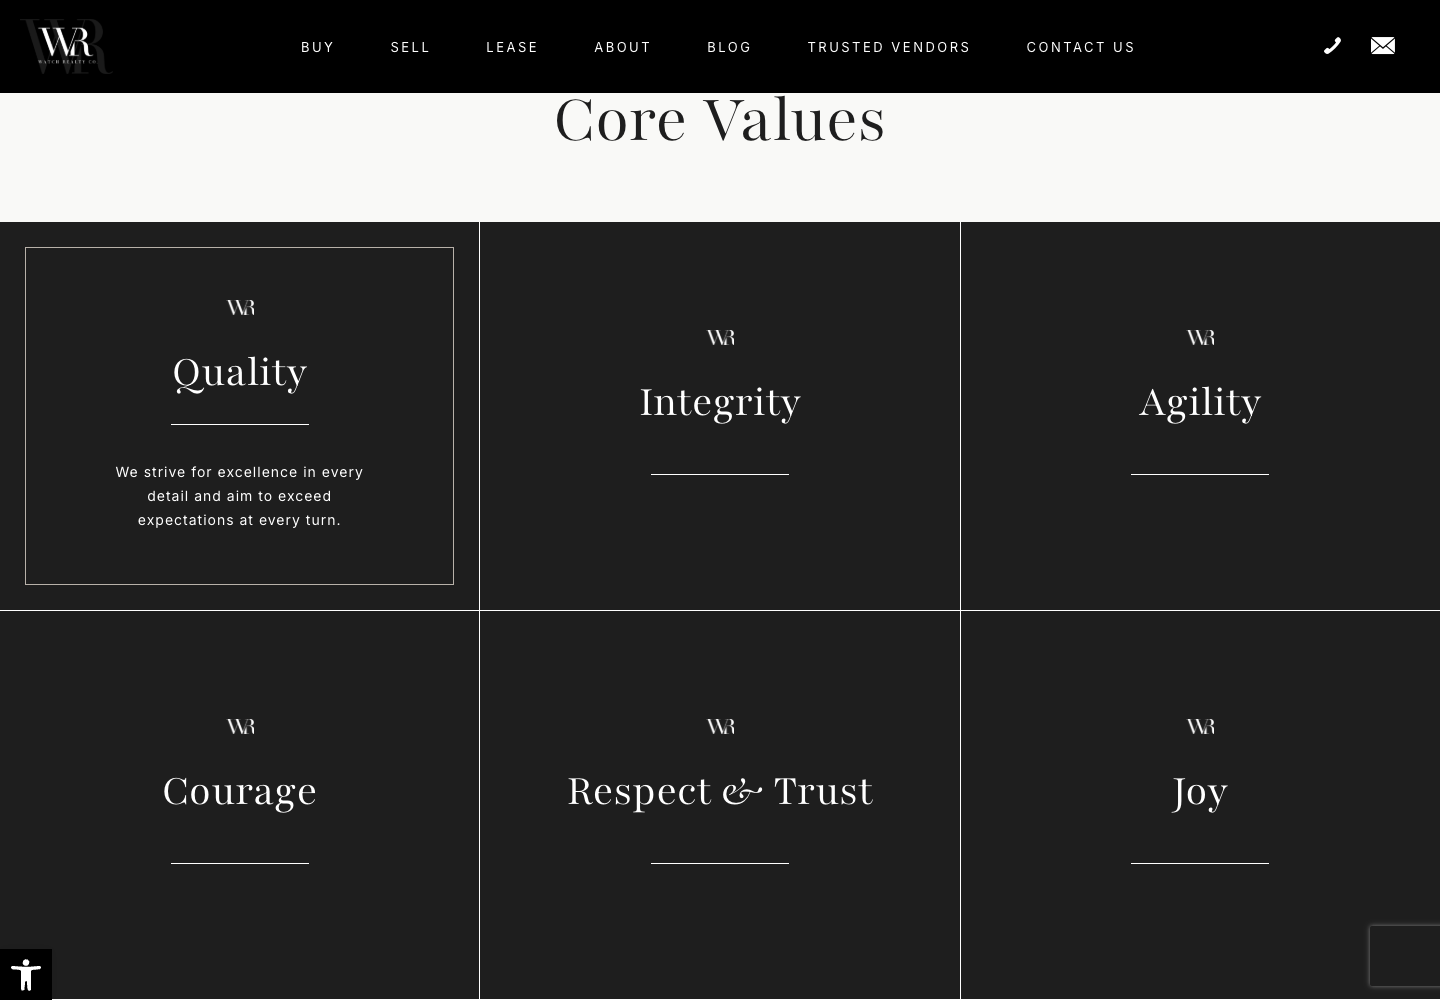 WR
WATCH REALTY CO.
BUY
SELL
LEASE
ABOUT
BLOG
TRUSTED VENDORS
CONTACT US
Core Values
WR
Quality
We strive for excellence in every
detail and aim to exceed
expectations at every turn.
WR
Integrity
WR
Agility
WR
Courage
WR
Respect & Trust
WR
Joy